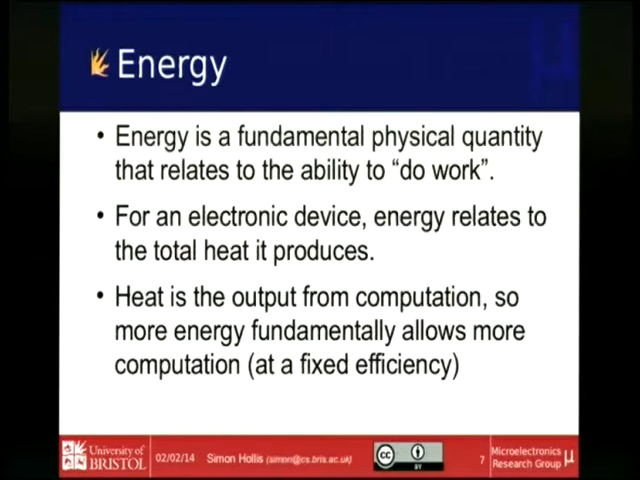 Energy
• Energy is a fundamental physical quantity
that relates to the ability to “do work”.
• For an electronic device, energy relates to
the total heat it produces.
• Heat is the output from computation, so
more energy fundamentally allows more
computation (at a fixed efficiency)
University of
BRISTOL
02/02/14
Simon Hollis (simon@cs.bris.ac.uk)
cc
BY
7
Microelectronics
Research Group
μ